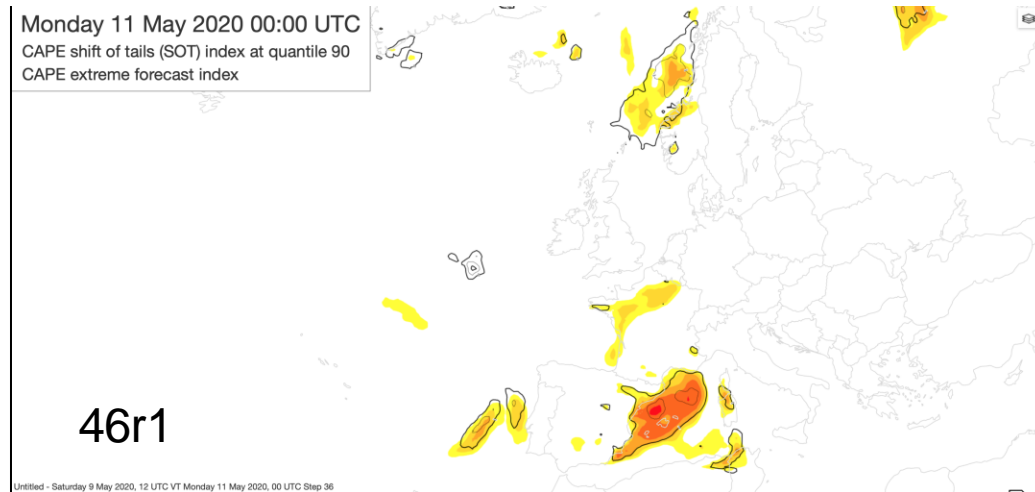 Monday 11 May 2020 00:00 UTC
CAPE shift of tails (SOT) index at quantile 90
CAPE extreme forecast index
46r1
Untitled - Saturday 9 May 2020, 12 UTC VT Monday 11 May 2020, 00 UTC Step 36